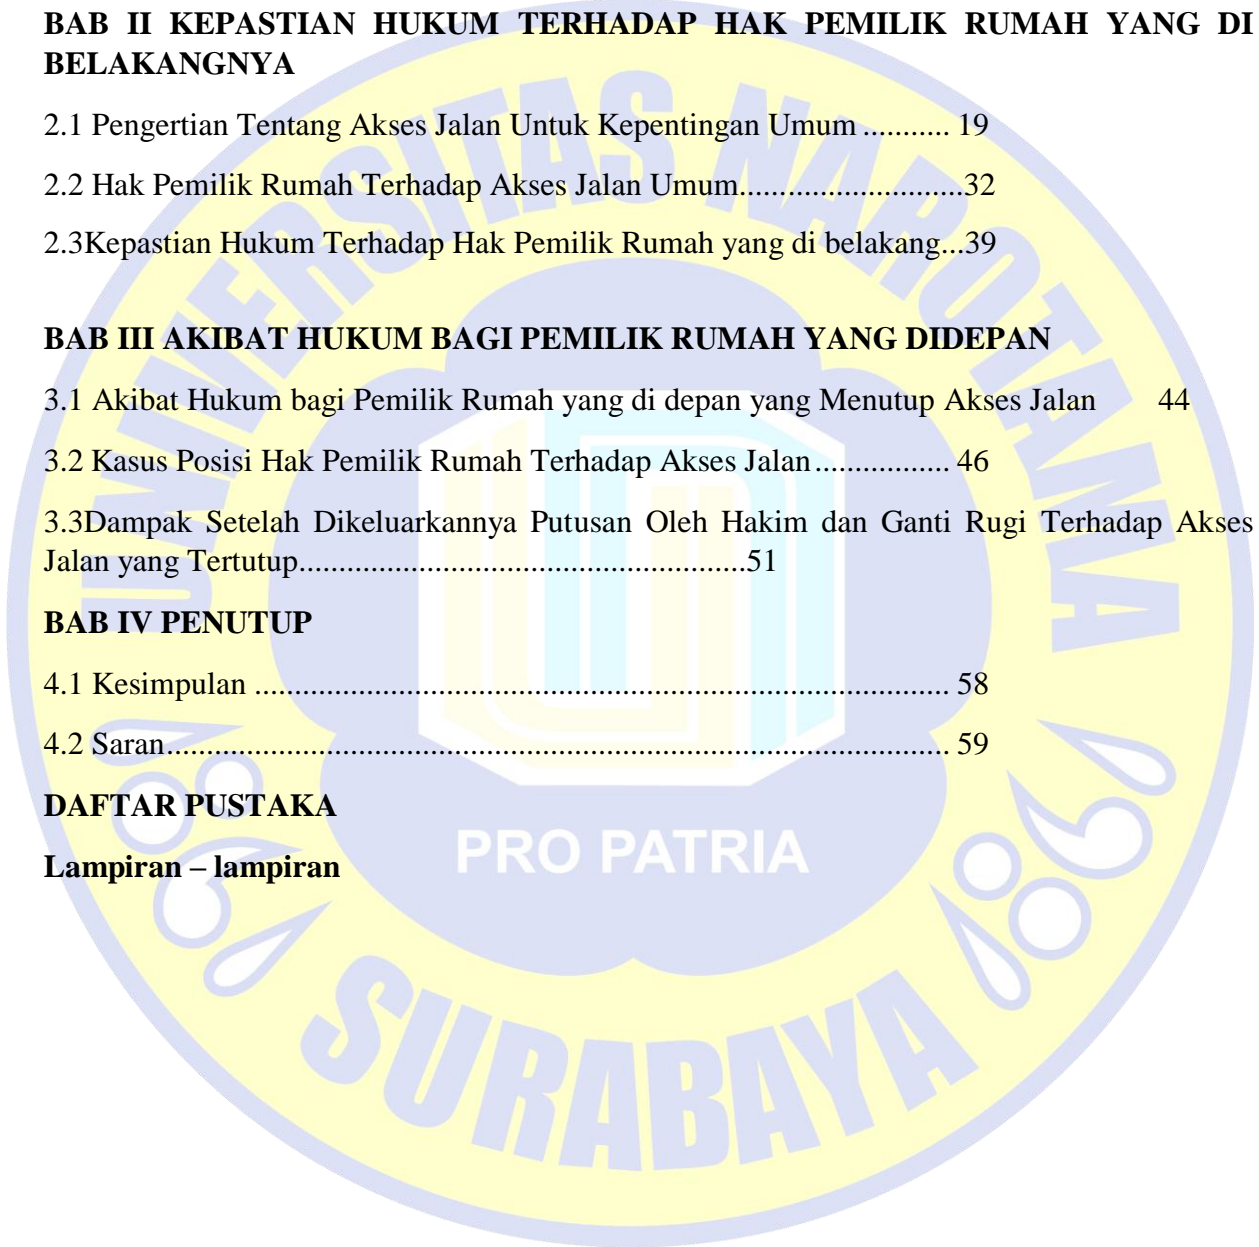 BAB II KEPASTIAN HUKUM TERHADAP HAK PEMILIK RUMAH YANG DI
BELAKANGNYA
2.1 Pengertian Tentang Akses Jalan Untuk Kepentingan Umum ........... 19
2.2 Hak Pemilik Rumah Terhadap Akses Jalan Umum............................32
2.3Kepastian Hukum Terhadap Hak Pemilik Rumah yang di belakang...39
BAB III AKIBAT HUKUM BAGI PEMILIK RUMAH YANG DIDEPAN
3.1 Akibat Hukum bagi Pemilik Rumah yang di depan yang Menutup Akses Jalan 44
3.2 Kasus Posisi Hak Pemilik Rumah Terhadap Akses Jalan................. 46
3.3Dampak Setelah Dikeluarkannya Putusan Oleh Hakim dan Ganti Rugi Terhadap Akses
Jalan yang Tertutup........................................................51
BAB IV PENUTUP
4.1 Kesimpulan ....................................................................................... 58
4.2 Saran.................................................................................................. 59
DAFTAR PUSTAKA
Lampiran – lampiran
UNIVERSITAS NAROTAMA
PRO PATRIA
SURABAYA